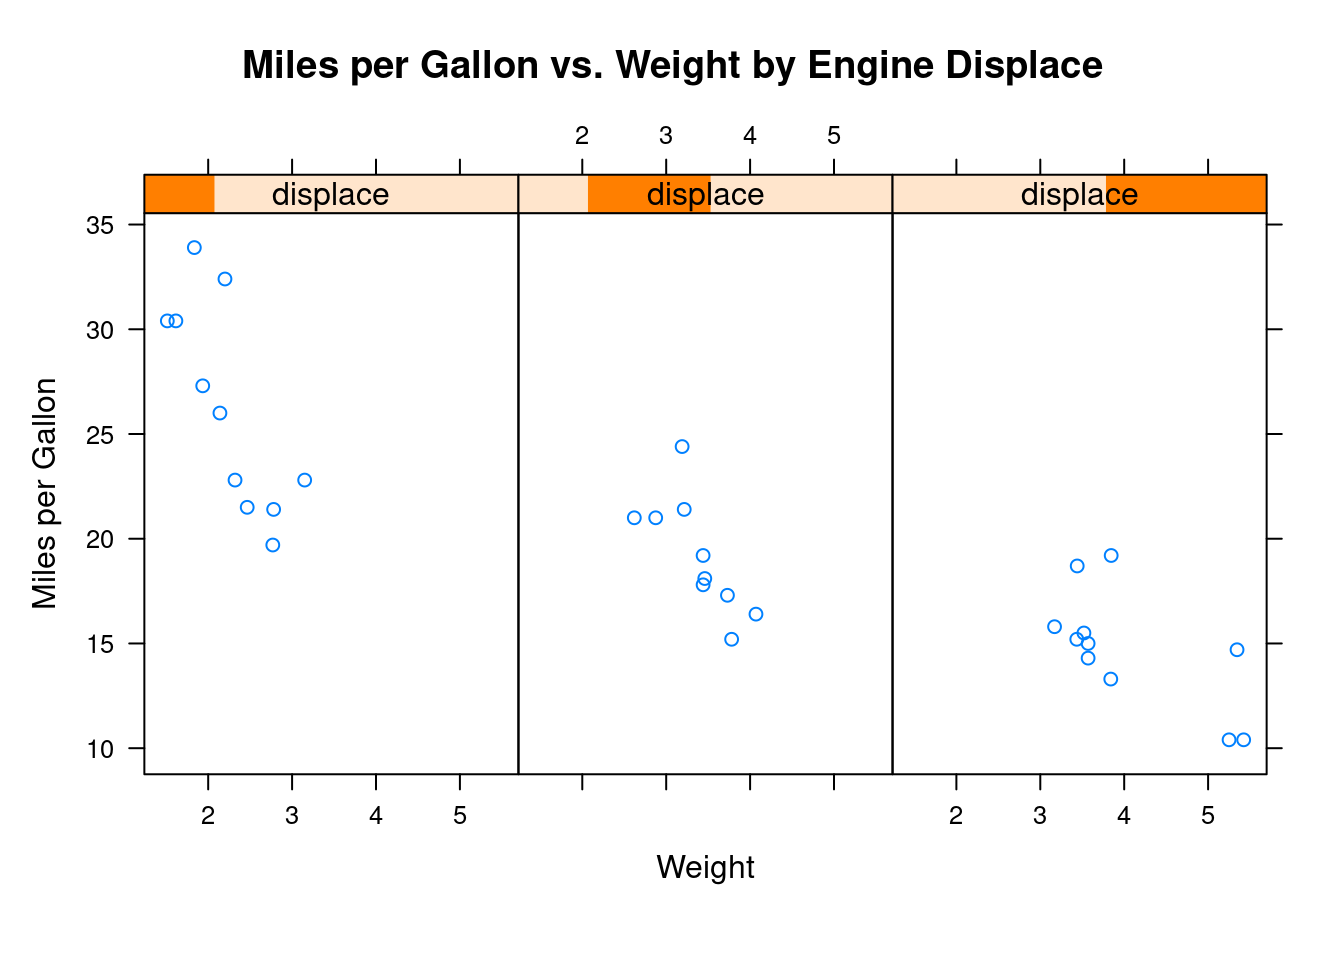 Miles per Gallon vs. Weight by Engine Displace
2 3 4 5
displace displace displace
35
30
25
20
15
10
Miles per Gallon
2 3 4 5 2 3 4 5
Weight